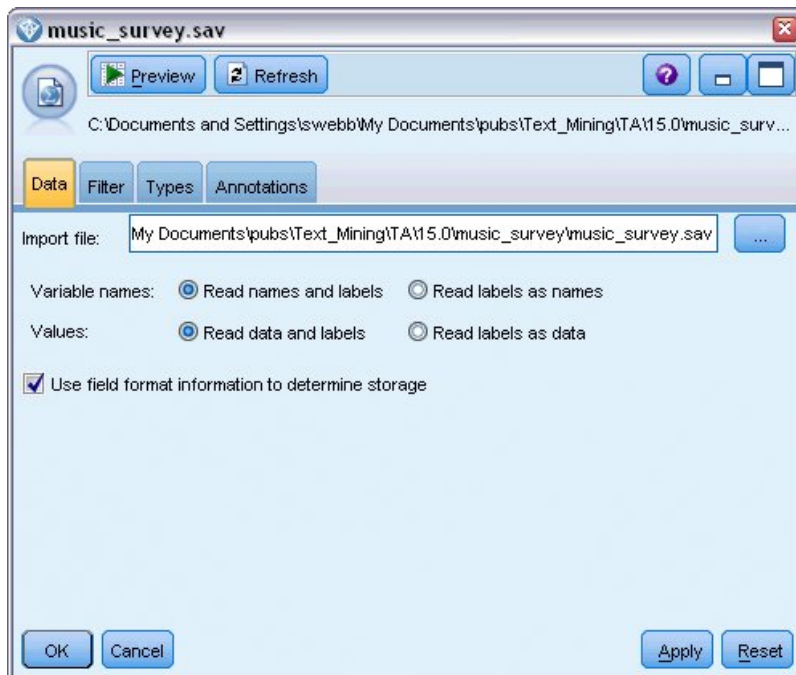 music_survey.sav
Preview Refresh
C:\Documents and Settings\swebb\My Documents\pubs\Text_Mining\TA\15.0\music_surv...
Data Filter Types Annotations
Import file: My Documents\pubs\Text_Mining\TA\15.0\music_survey\music_survey.sav ...
Variable names: Read names and labels Read labels as names
Values: Read data and labels Read labels as data
Use field format information to determine storage
OK Cancel Apply Reset